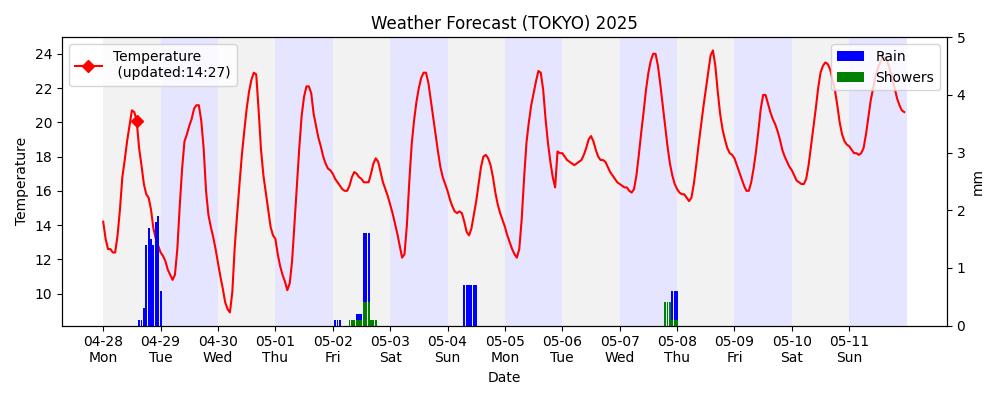 Weather Forecast (TOKYO) 2025
Temperature
(updated:14:27)
Rain
Showers
Temperature
24
22
20
18
16
14
12
10
5
4
3
2
1
0
mm
04-28 04-29 04-30 05-01 05-02 05-03 05-04 05-05 05-06 05-07 05-08 05-09 05-10 05-11
Mon Tue Wed Thu Fri Sat Sun Mon Tue Wed Thu Fri Sat Sun
Date